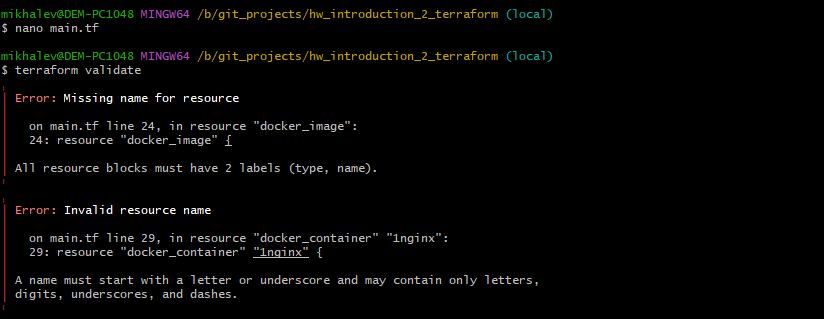 mikhalev@DEM-PC1048 MINGW64 /b/git_projects/hw_introduction_2_terraform (local)
$ nano main.tf
mikhalev@DEM-PC1048 MINGW64 /b/git_projects/hw_introduction_2_terraform (local)
$ terraform validate
Error: Missing name for resource
on main.tf line 24, in resource "docker_image":
24: resource "docker_image" {
All resource blocks must have 2 labels (type, name).
Error: Invalid resource name
on main.tf line 29, in resource "docker_container" "1nginx":
29: resource "docker_container" "1nginx" {
A name must start with a letter or underscore and may contain only letters,
digits, underscores, and dashes.